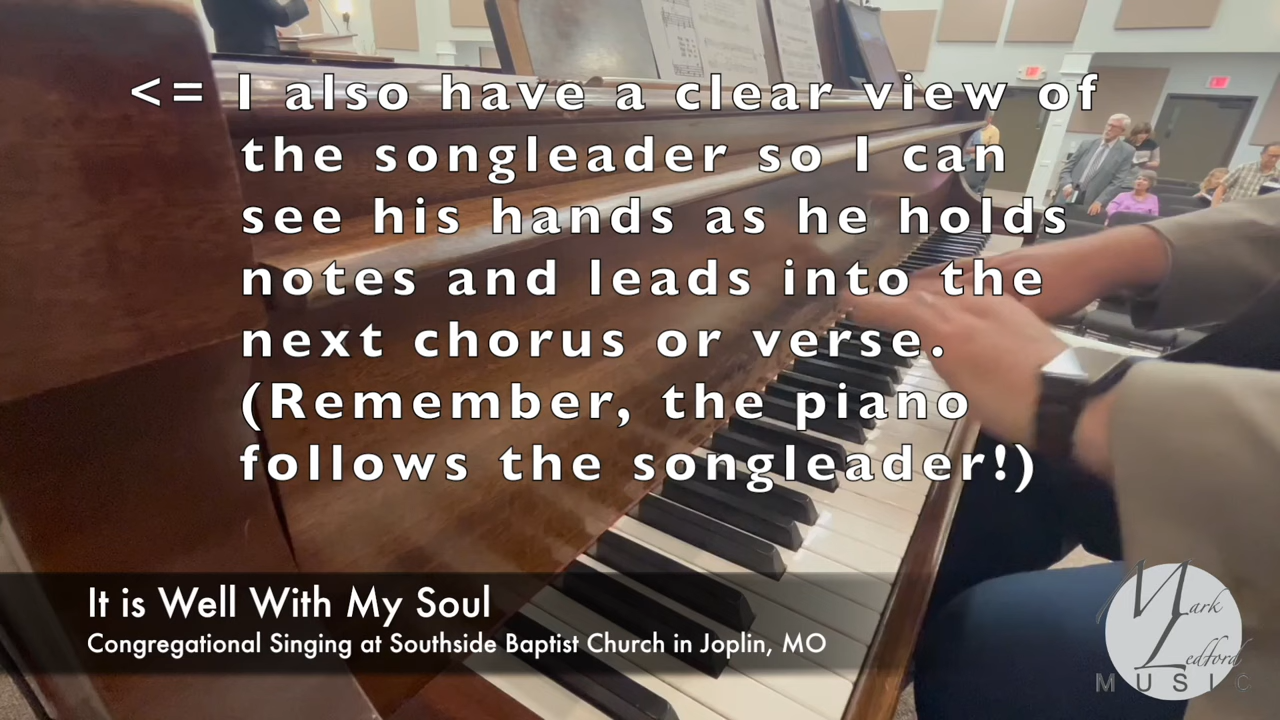 <= I also have a clear view of
the songleader so I can
see his hands as he holds
notes and leads into the
next chorus or verse.
(Remember, the piano
follows the songleader!)
It is Well With My Soul
Congregational Singing at Southside Baptist Church in Joplin, MO
Mark
Ledford
MUSIC